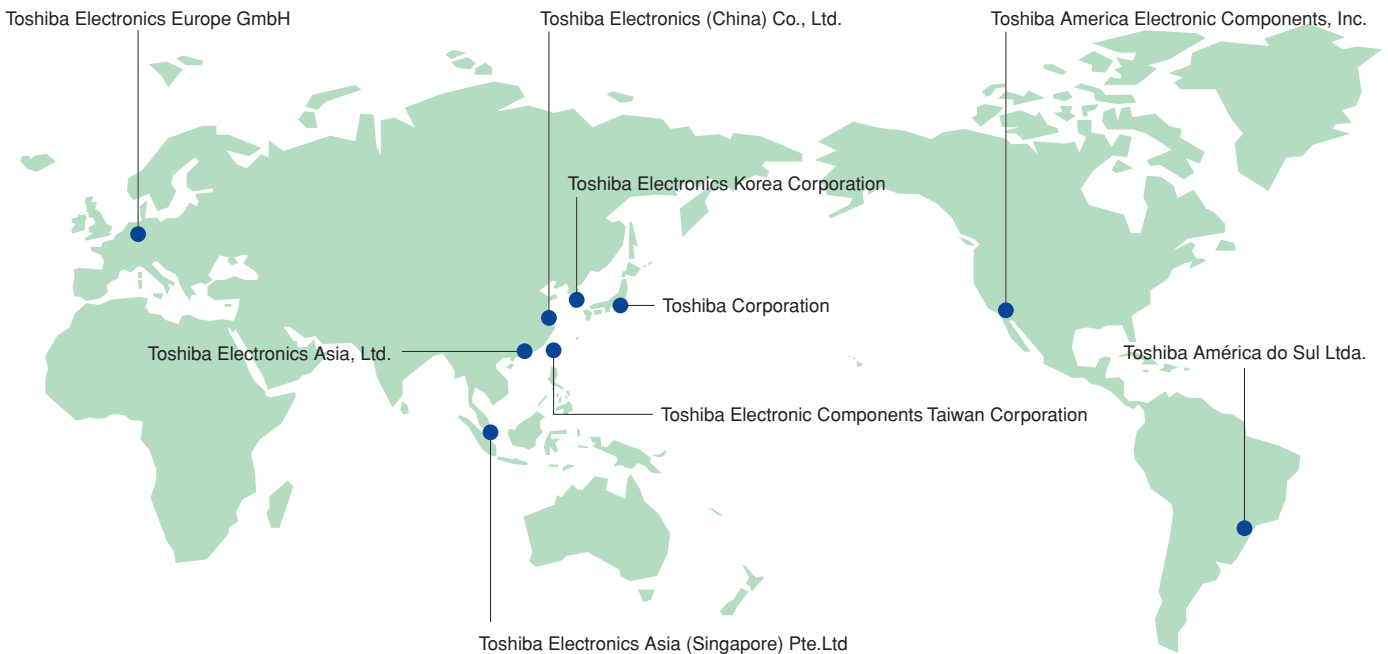 Toshiba Electronics Europe GmbH
Toshiba Electronics (China) Co., Ltd.
Toshiba America Electronic Components, Inc.
Toshiba Electronics Korea Corporation
Toshiba Corporation
Toshiba Electronics Asia, Ltd.
Toshiba América do Sul Ltda.
Toshiba Electronic Components Taiwan Corporation
Toshiba Electronics Asia (Singapore) Pte.Ltd